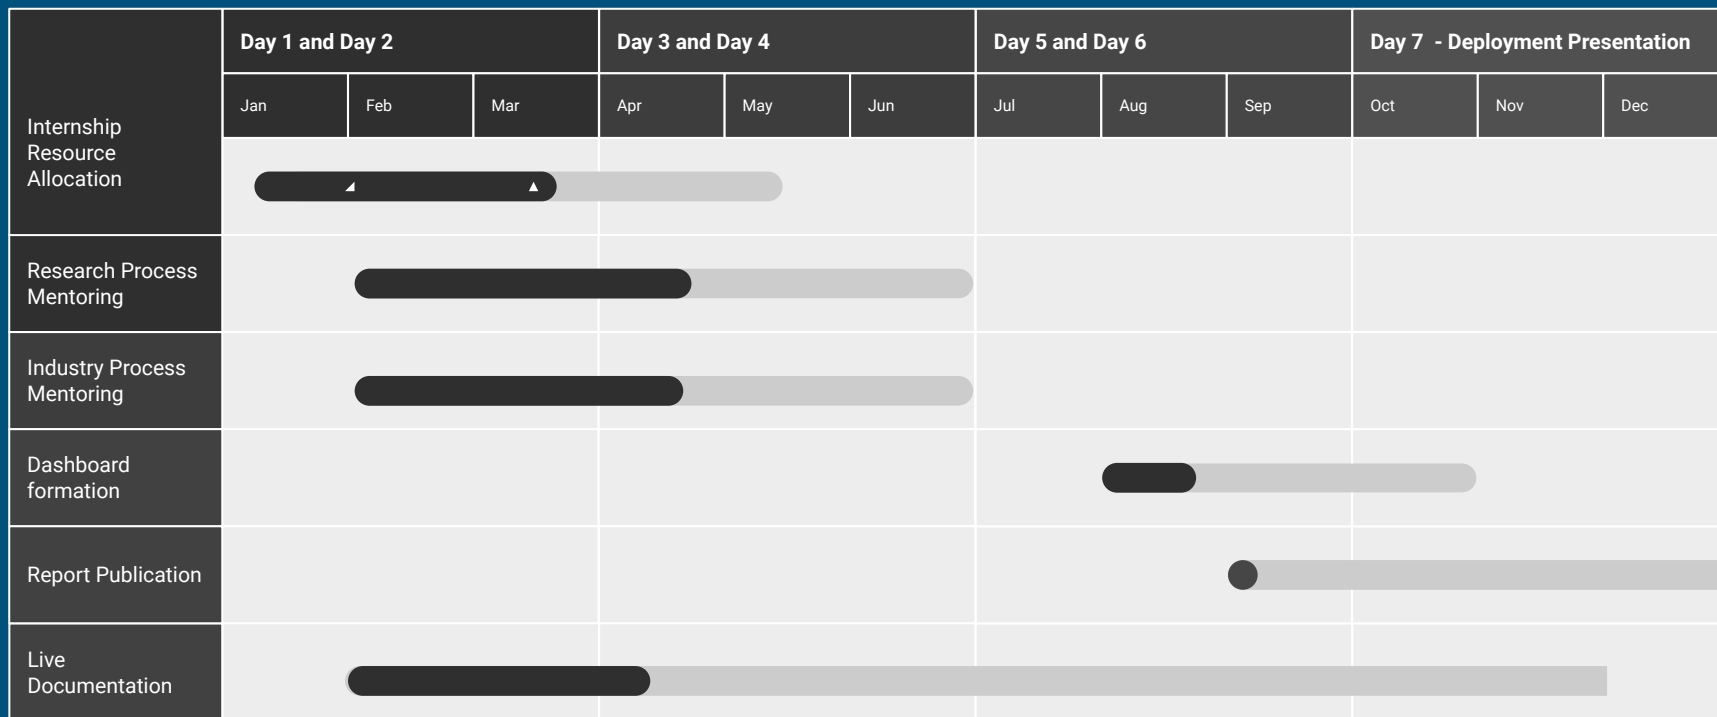 Day 1 and Day 2
Day 3 and Day 4
Day 5 and Day 6
Day 7  - Deployment Presentation
Jan
Feb
Mar
Apr
May
Jun
Jul
Aug
Sep
Oct
Nov
Dec
Internship
Resource
Allocation
Research Process
Mentoring
Industry Process
Mentoring
Dashboard
formation
Report Publication
Live
Documentation